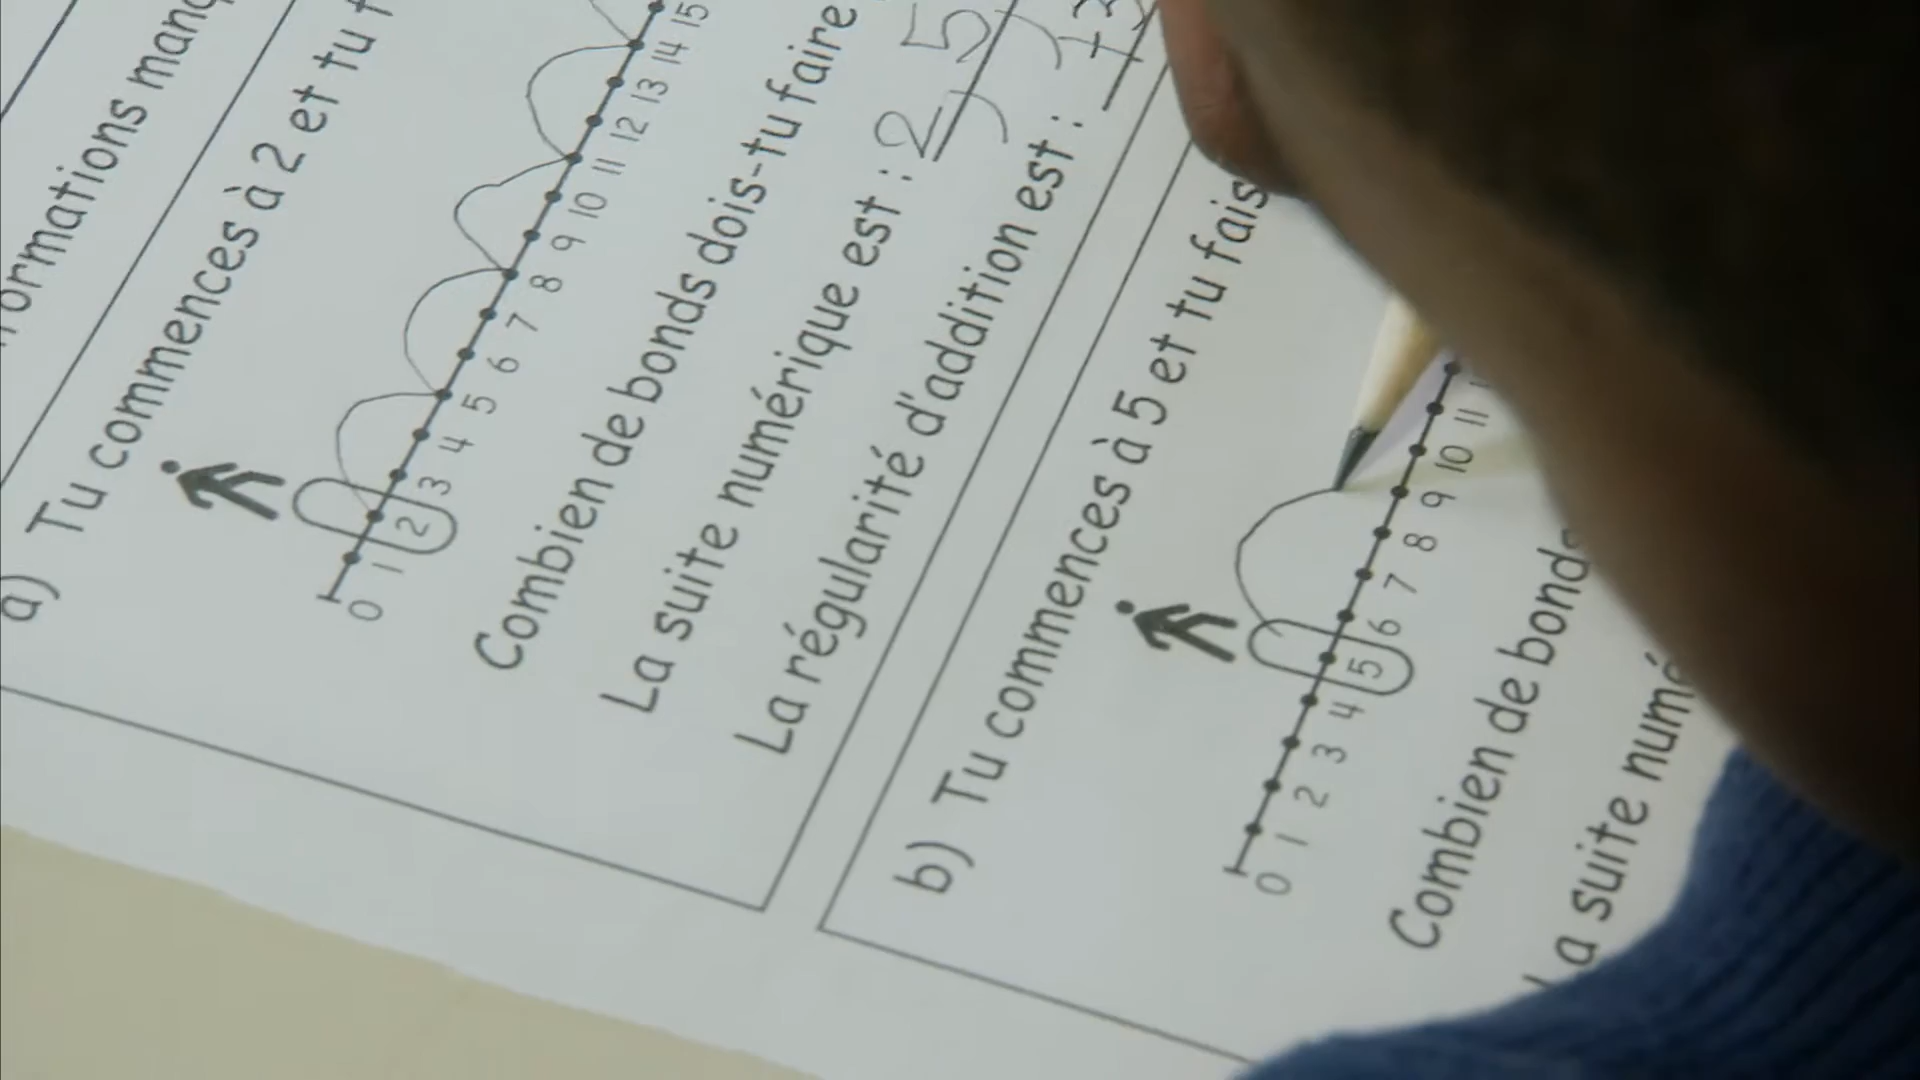 ormations manq
a) Tu commences à 2 et tu f
0 1 2 3 4 5 6 7 8 9 10 11 12 13 14 15
Combien de bonds dois-tu faire
La suite numérique est : 2, 5,
La régularité d'addition est : +3
b) Tu commences à 5 et tu fais
0 1 2 3 4 5 6 7 8 9 10 11
Combien de bonds
La suite numé